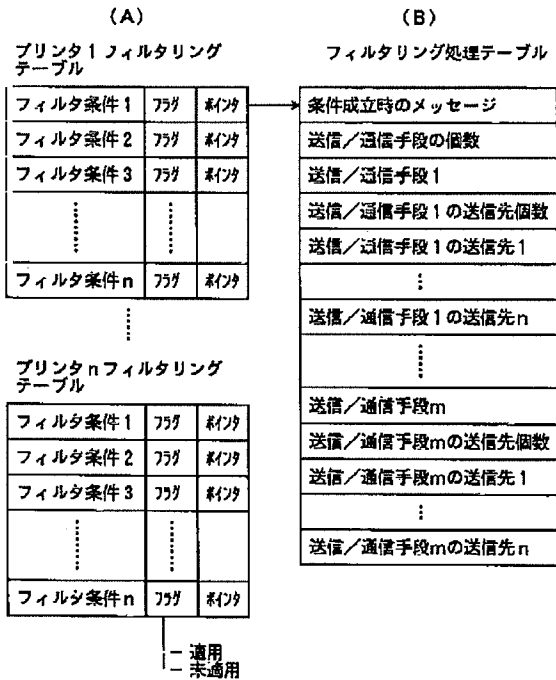 (A)
プリンタ1フィルタリング
テーブル
フィルタ条件1 フラグ ポインタ
フィルタ条件2 フラグ ポインタ
フィルタ条件3 フラグ ポインタ
フィルタ条件n フラグ ポインタ
プリンタnフィルタリング
テーブル
フィルタ条件1 フラグ ポインタ
フィルタ条件2 フラグ ポインタ
フィルタ条件3 フラグ ポインタ
フィルタ条件n フラグ ポインタ
適用
未適用
(B)
フィルタリング処理テーブル
条件成立時のメッセージ
送信/通信手段の個数
送信/通信手段1
送信/通信手段1の送信先個数
送信/通信手段1の送信先1
送信/通信手段1の送信先n
送信/通信手段m
送信/通信手段mの送信先個数
送信/通信手段mの送信先1
送信/通信手段mの送信先n